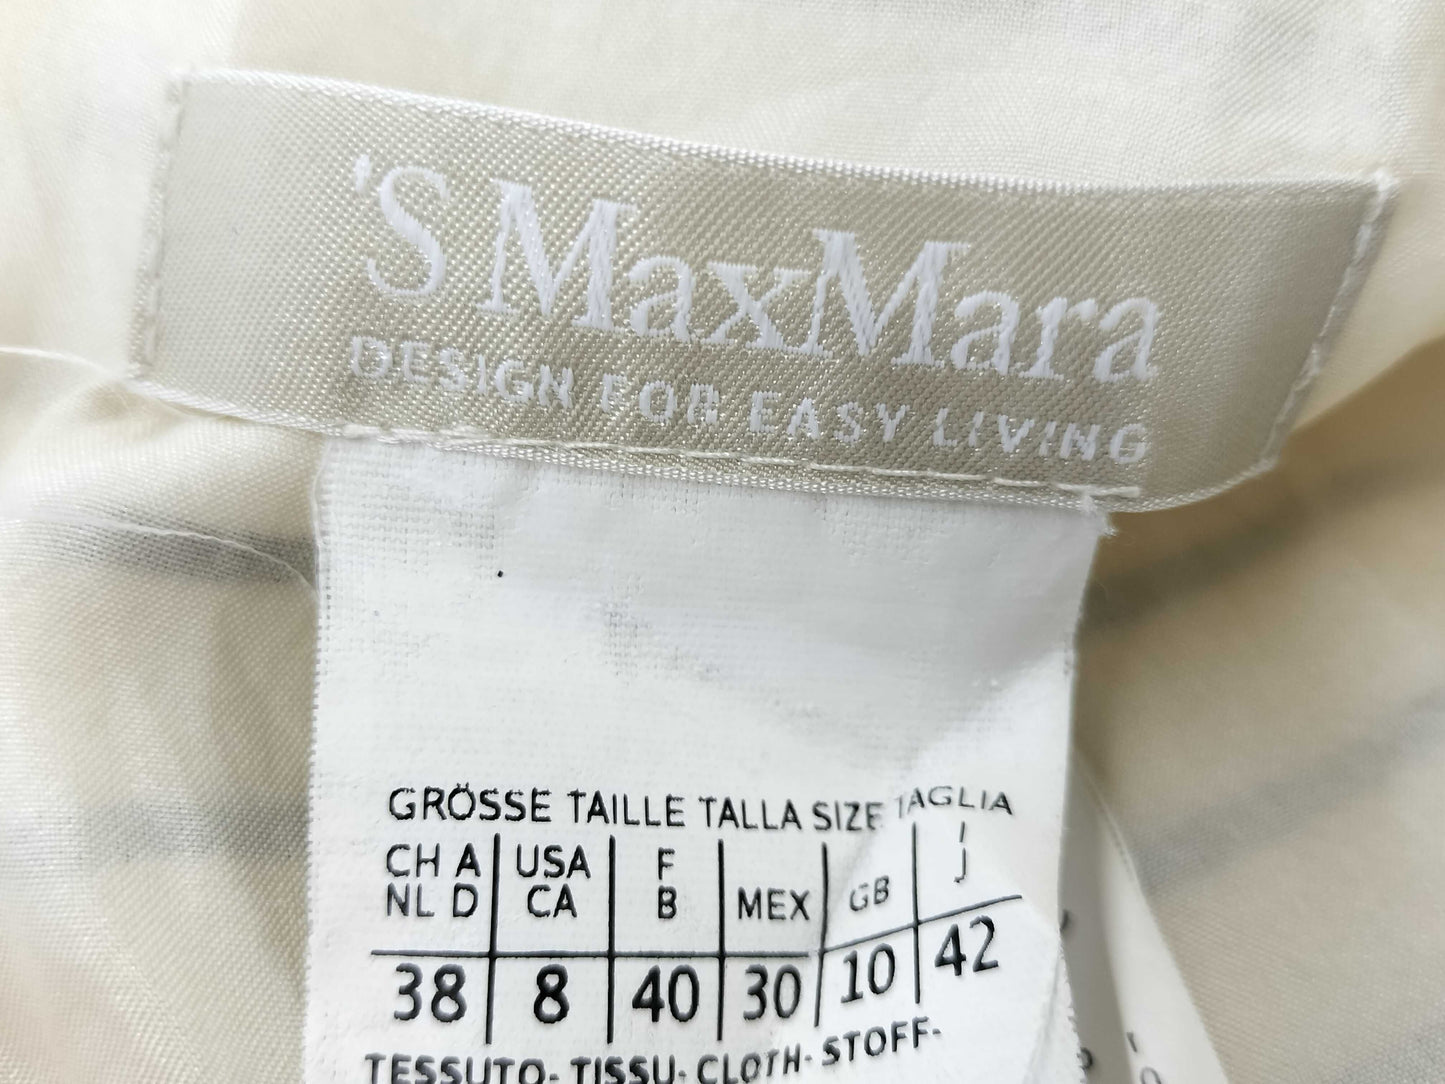 'S MaxMara
DESIGN FOR EASY LIVING
GRÖSSE TAILLE TALLA SIZE TAGLIA
CH A USA F I
NL D CA B MEX GB J
38 8 40 30 10 42
TESSUTO-TISSU-CLOTH-STOFF-